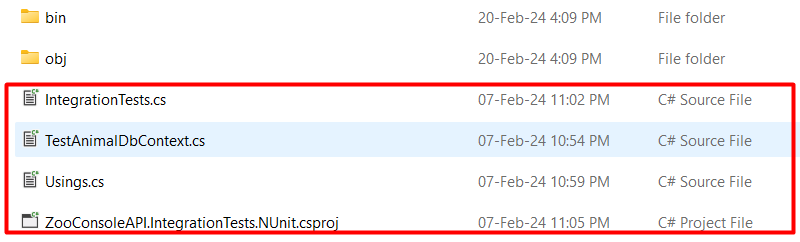 bin 20-Feb-24 4:09 PM File folder
obj 20-Feb-24 4:09 PM File folder
IntegrationTests.cs 07-Feb-24 11:02 PM C# Source File
TestAnimalDbContext.cs 07-Feb-24 10:54 PM C# Source File
Usings.cs 07-Feb-24 10:59 PM C# Source File
ZooConsoleAPI.IntegrationTests.NUnit.csproj 07-Feb-24 11:05 PM C# Project File